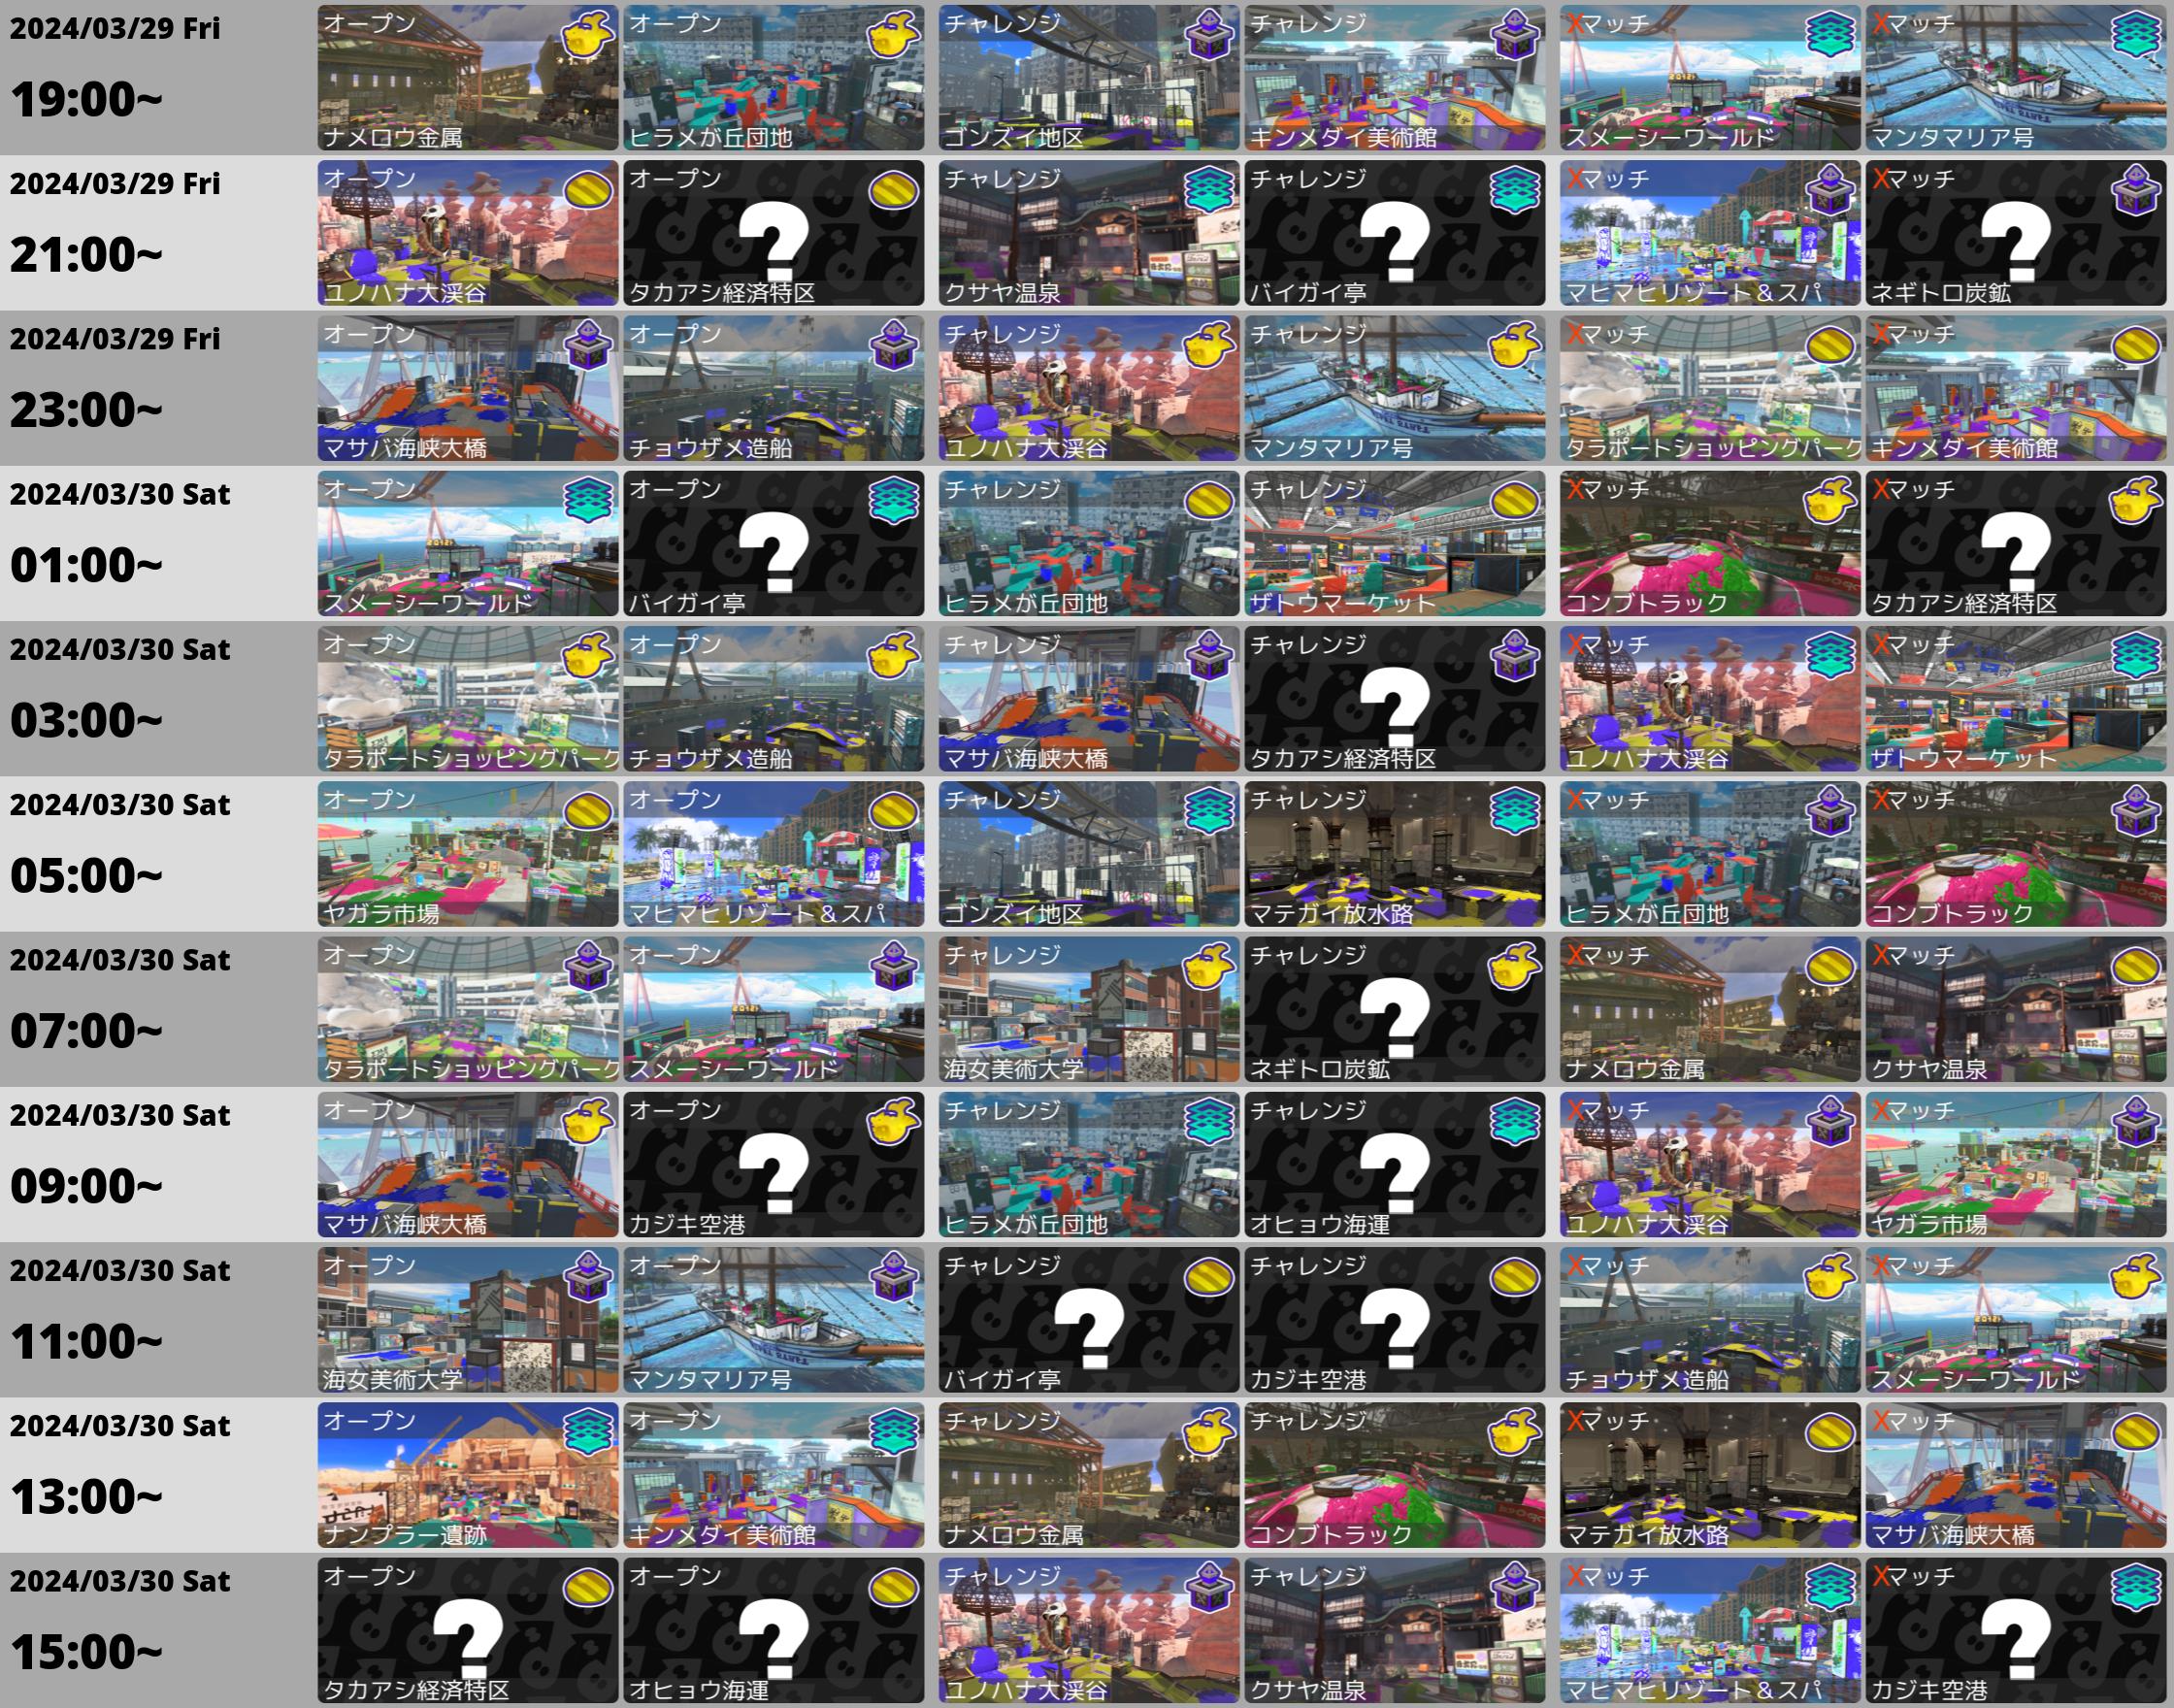 2024/03/29 Fri
19:00~
オープン オープン チャレンジ チャレンジ Xマッチ Xマッチ
ナメロウ金属 ヒラメが丘団地 ゴンズイ地区 キンメダイ美術館 スメーシーワールド マンタマリア号
2024/03/29 Fri
21:00~
オープン オープン チャレンジ チャレンジ Xマッチ Xマッチ
ユノハナ大渓谷 タカアシ経済特区 クサヤ温泉 バイガイ亭 マヒマヒリゾート&スパ ネギトロ炭鉱
2024/03/29 Fri
23:00~
オープン オープン チャレンジ チャレンジ Xマッチ Xマッチ
マサバ海峡大橋 チョウザメ造船 ユノハナ大渓谷 マンタマリア号 タラポートショッピングパーク キンメダイ美術館
2024/03/30 Sat
01:00~
オープン オープン チャレンジ チャレンジ Xマッチ Xマッチ
スメーシーワールド バイガイ亭 ヒラメが丘団地 ザトウマーケット コンブトラック タカアシ経済特区
2024/03/30 Sat
03:00~
オープン オープン チャレンジ チャレンジ Xマッチ Xマッチ
タラポートショッピングパーク チョウザメ造船 マサバ海峡大橋 タカアシ経済特区 ユノハナ大渓谷 ザトウマーケット
2024/03/30 Sat
05:00~
オープン オープン チャレンジ チャレンジ Xマッチ Xマッチ
ヤガラ市場 マヒマヒリゾート&スパ ゴンズイ地区 マテガイ放水路 ヒラメが丘団地 コンブトラック
2024/03/30 Sat
07:00~
オープン オープン チャレンジ チャレンジ Xマッチ Xマッチ
タラポートショッピングパーク スメーシーワールド 海女美術大学 ネギトロ炭鉱 ナメロウ金属 クサヤ温泉
2024/03/30 Sat
09:00~
オープン オープン チャレンジ チャレンジ Xマッチ Xマッチ
マサバ海峡大橋 カジキ空港 ヒラメが丘団地 オヒョウ海運 ユノハナ大渓谷 ヤガラ市場
2024/03/30 Sat
11:00~
オープン オープン チャレンジ チャレンジ Xマッチ Xマッチ
海女美術大学 マンタマリア号 バイガイ亭 カジキ空港 チョウザメ造船 スメーシーワールド
2024/03/30 Sat
13:00~
オープン オープン チャレンジ チャレンジ Xマッチ Xマッチ
ナンプラー遺跡 キンメダイ美術館 ナメロウ金属 コンブトラック マテガイ放水路 マサバ海峡大橋
2024/03/30 Sat
15:00~
オープン オープン チャレンジ チャレンジ Xマッチ Xマッチ
タカアシ経済特区 オヒョウ海運 ユノハナ大渓谷 クサヤ温泉 マヒマヒリゾート&スパ カジキ空港